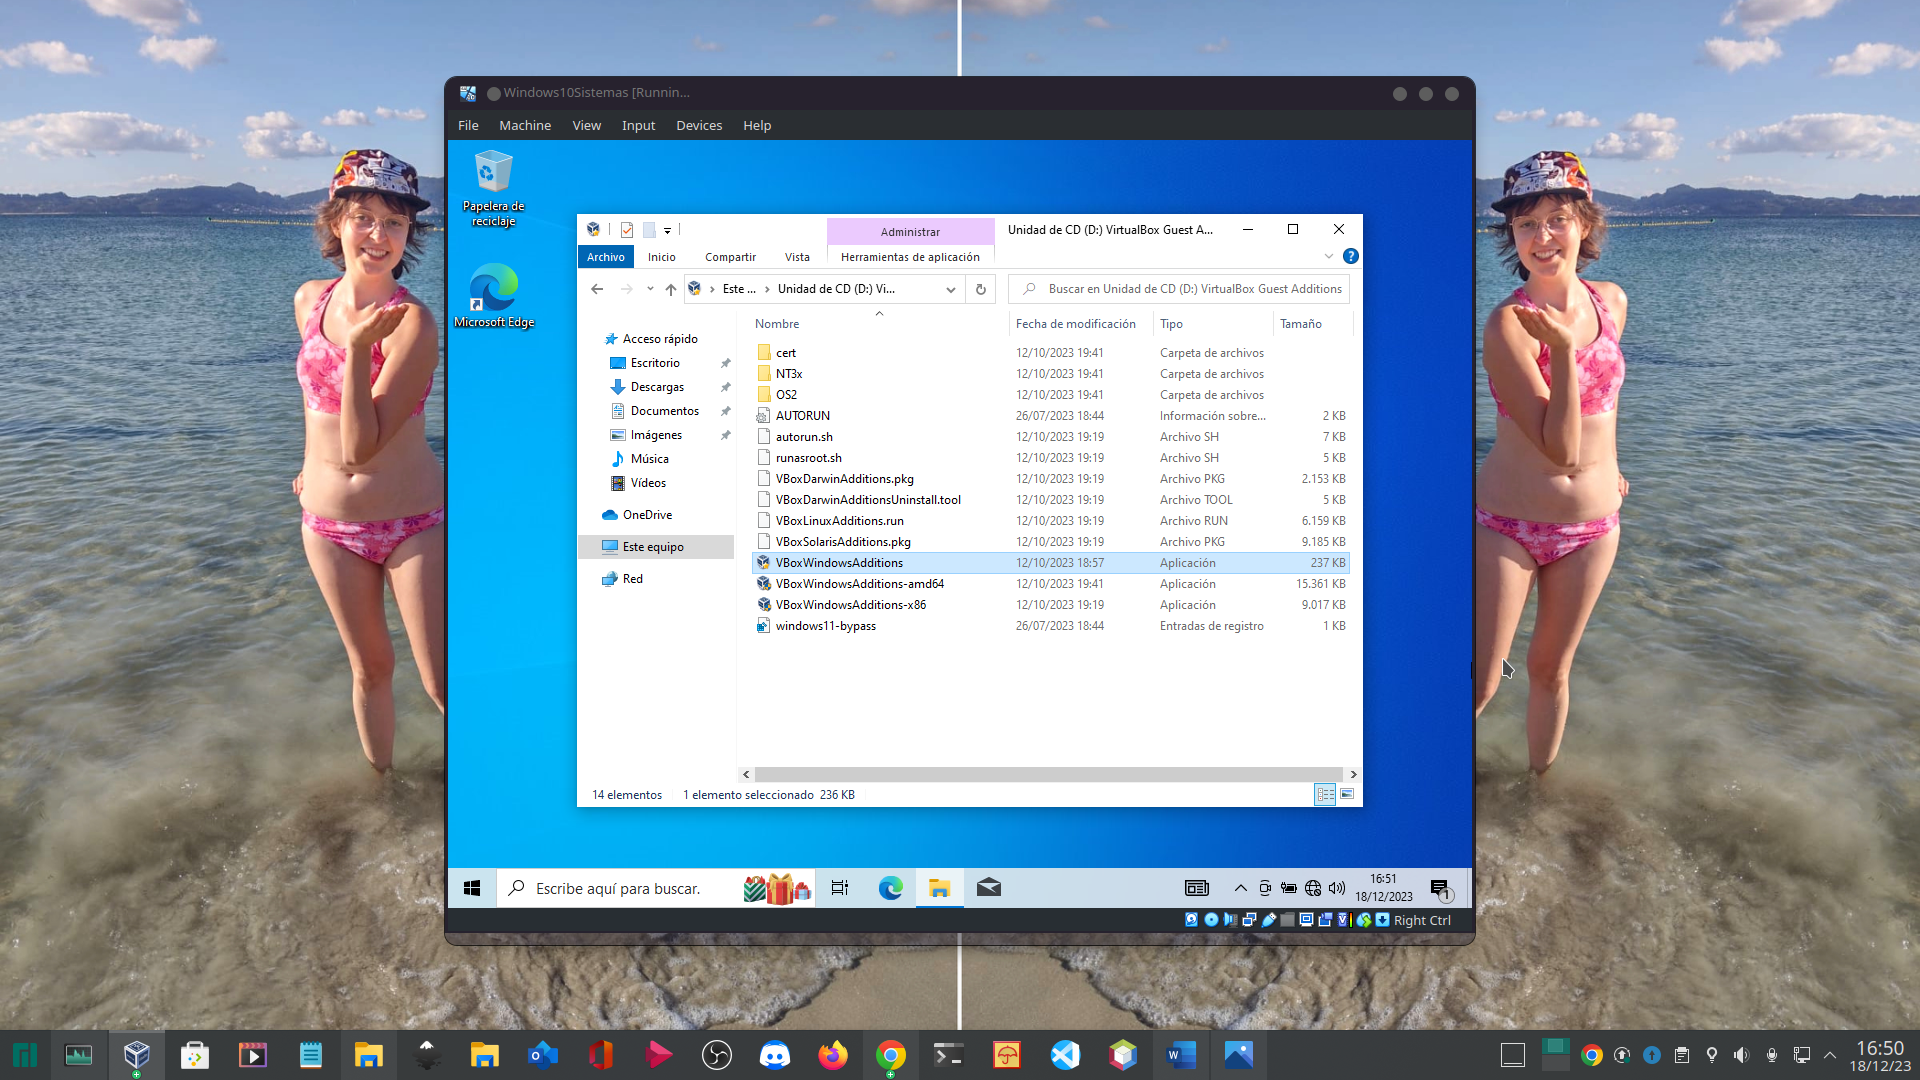 Windows10Sistemas [Runnin...
File Machine View Input Devices Help
Papelera de
reciclaje
Microsoft Edge
Administrar
Unidad de CD (D:) VirtualBox Guest A...
Archivo Inicio Compartir Vista Herramientas de aplicación
Este ... Unidad de CD (D:) Vi...
Buscar en Unidad de CD (D:) VirtualBox Guest Additions
Acceso rápido
Escritorio
Descargas
Documentos
Imágenes
Música
Vídeos
OneDrive
Este equipo
Red
Nombre Fecha de modificación Tipo Tamaño
cert 12/10/2023 19:41 Carpeta de archivos
NT3x 12/10/2023 19:41 Carpeta de archivos
OS2 12/10/2023 19:41 Carpeta de archivos
AUTORUN 26/07/2023 18:44 Información sobre... 2 KB
autorun.sh 12/10/2023 19:19 Archivo SH 7 KB
runasroot.sh 12/10/2023 19:19 Archivo SH 5 KB
VBoxDarwinAdditions.pkg 12/10/2023 19:19 Archivo PKG 2.153 KB
VBoxDarwinAdditionsUninstall.tool 12/10/2023 19:19 Archivo TOOL 5 KB
VBoxLinuxAdditions.run 12/10/2023 19:19 Archivo RUN 6.159 KB
VBoxSolarisAdditions.pkg 12/10/2023 19:19 Archivo PKG 9.185 KB
VBoxWindowsAdditions 12/10/2023 18:57 Aplicación 237 KB
VBoxWindowsAdditions-amd64 12/10/2023 19:41 Aplicación 15.361 KB
VBoxWindowsAdditions-x86 12/10/2023 19:19 Aplicación 9.017 KB
windows11-bypass 26/07/2023 18:44 Entradas de registro 1 KB
14 elementos 1 elemento seleccionado 236 KB
Escribe aquí para buscar.
16:51
18/12/2023
1
Right Ctrl
16:50
18/12/23